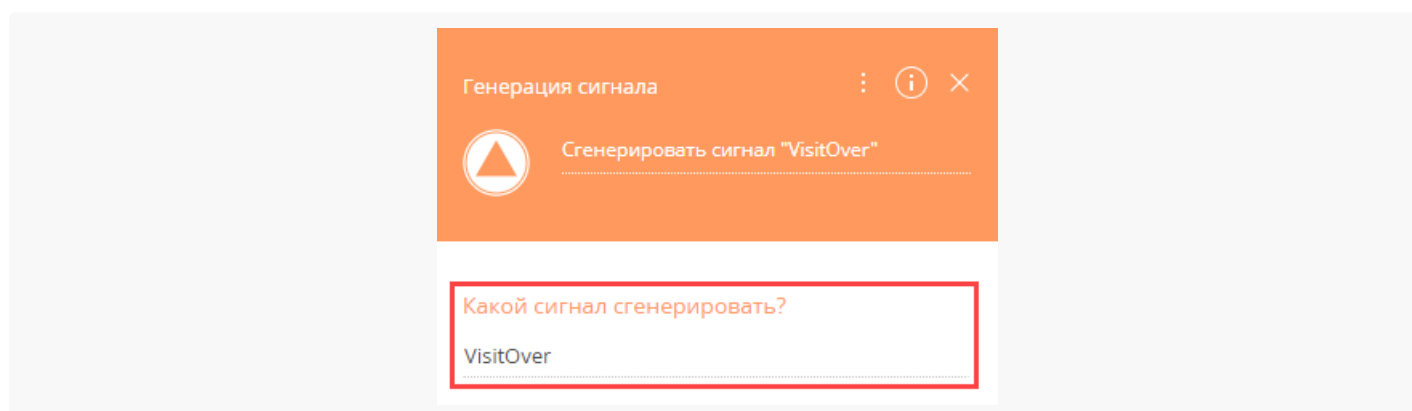 Генерация сигнала
Сгенерировать сигнал "VisitOver"
Какой сигнал сгенерировать?
VisitOver